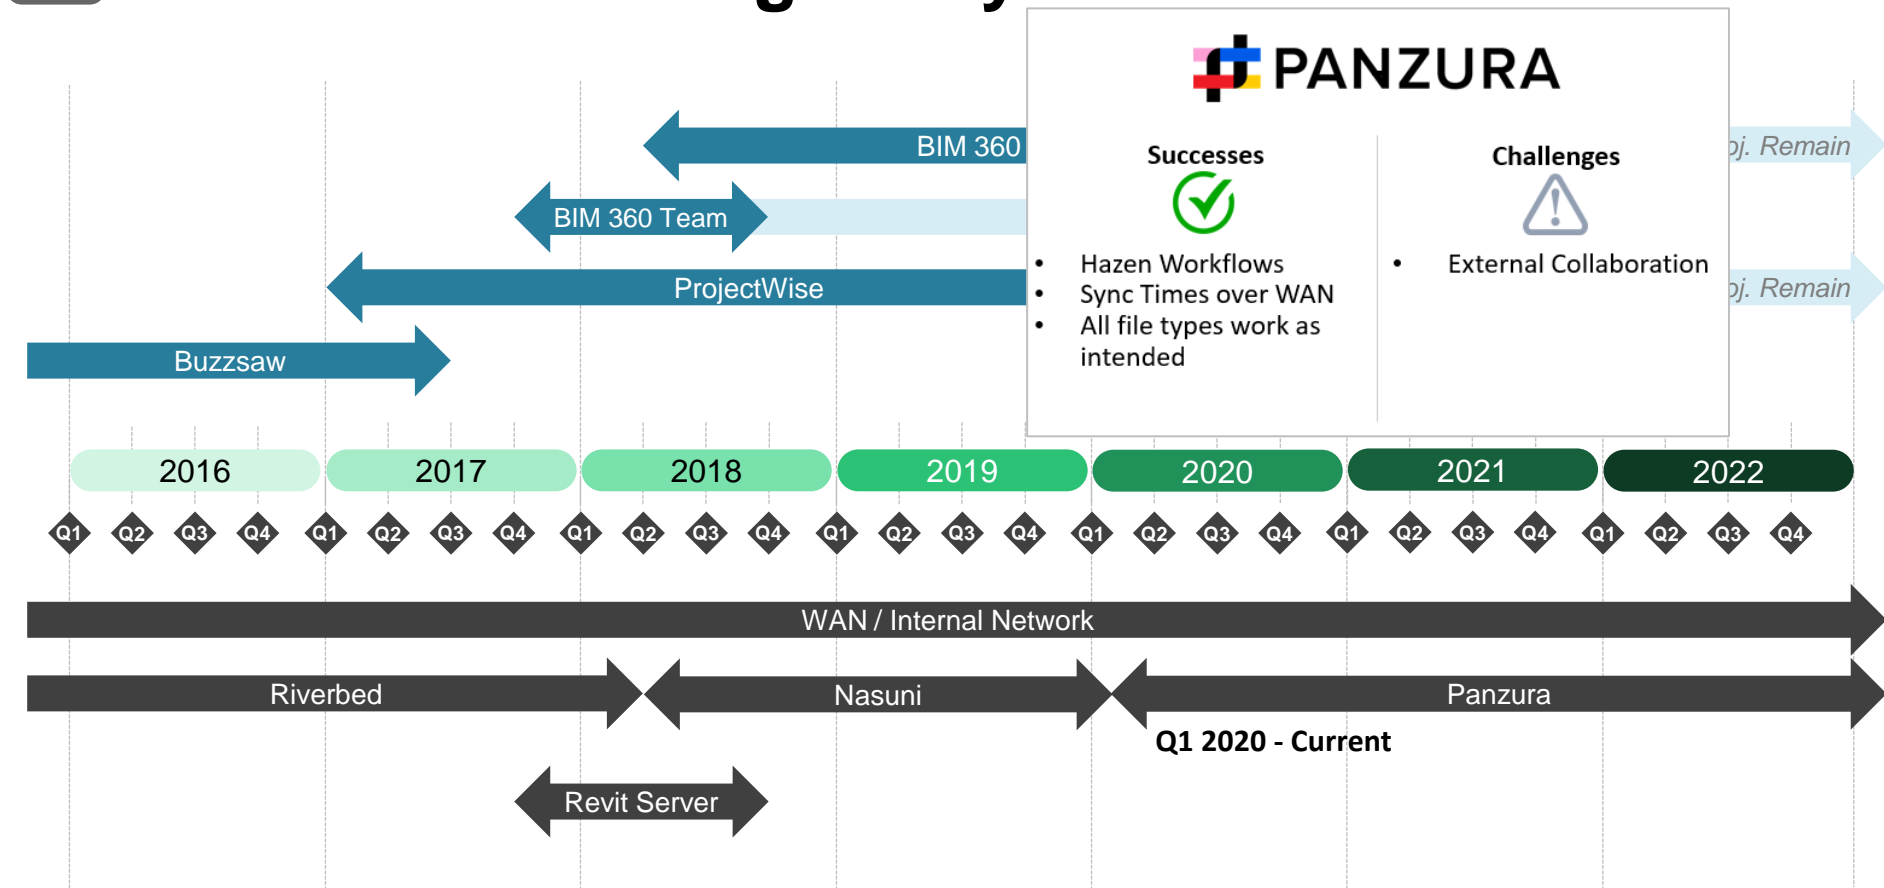 PANZURA
Successes
Challenges
Hazen Workflows
Sync Times over WAN
All file types work as
intended
External Collaboration
BIM 360
oj. Remain
BIM 360 Team
ProjectWise
oj. Remain
Buzzsaw
2016 2017 2018 2019 2020 2021 2022
Q1 Q2 Q3 Q4 Q1 Q2 Q3 Q4 Q1 Q2 Q3 Q4 Q1 Q2 Q3 Q4 Q1 Q2 Q3 Q4 Q1 Q2 Q3 Q4 Q1 Q2 Q3 Q4
WAN / Internal Network
Riverbed Nasuni Panzura
Q1 2020 - Current
Revit Server